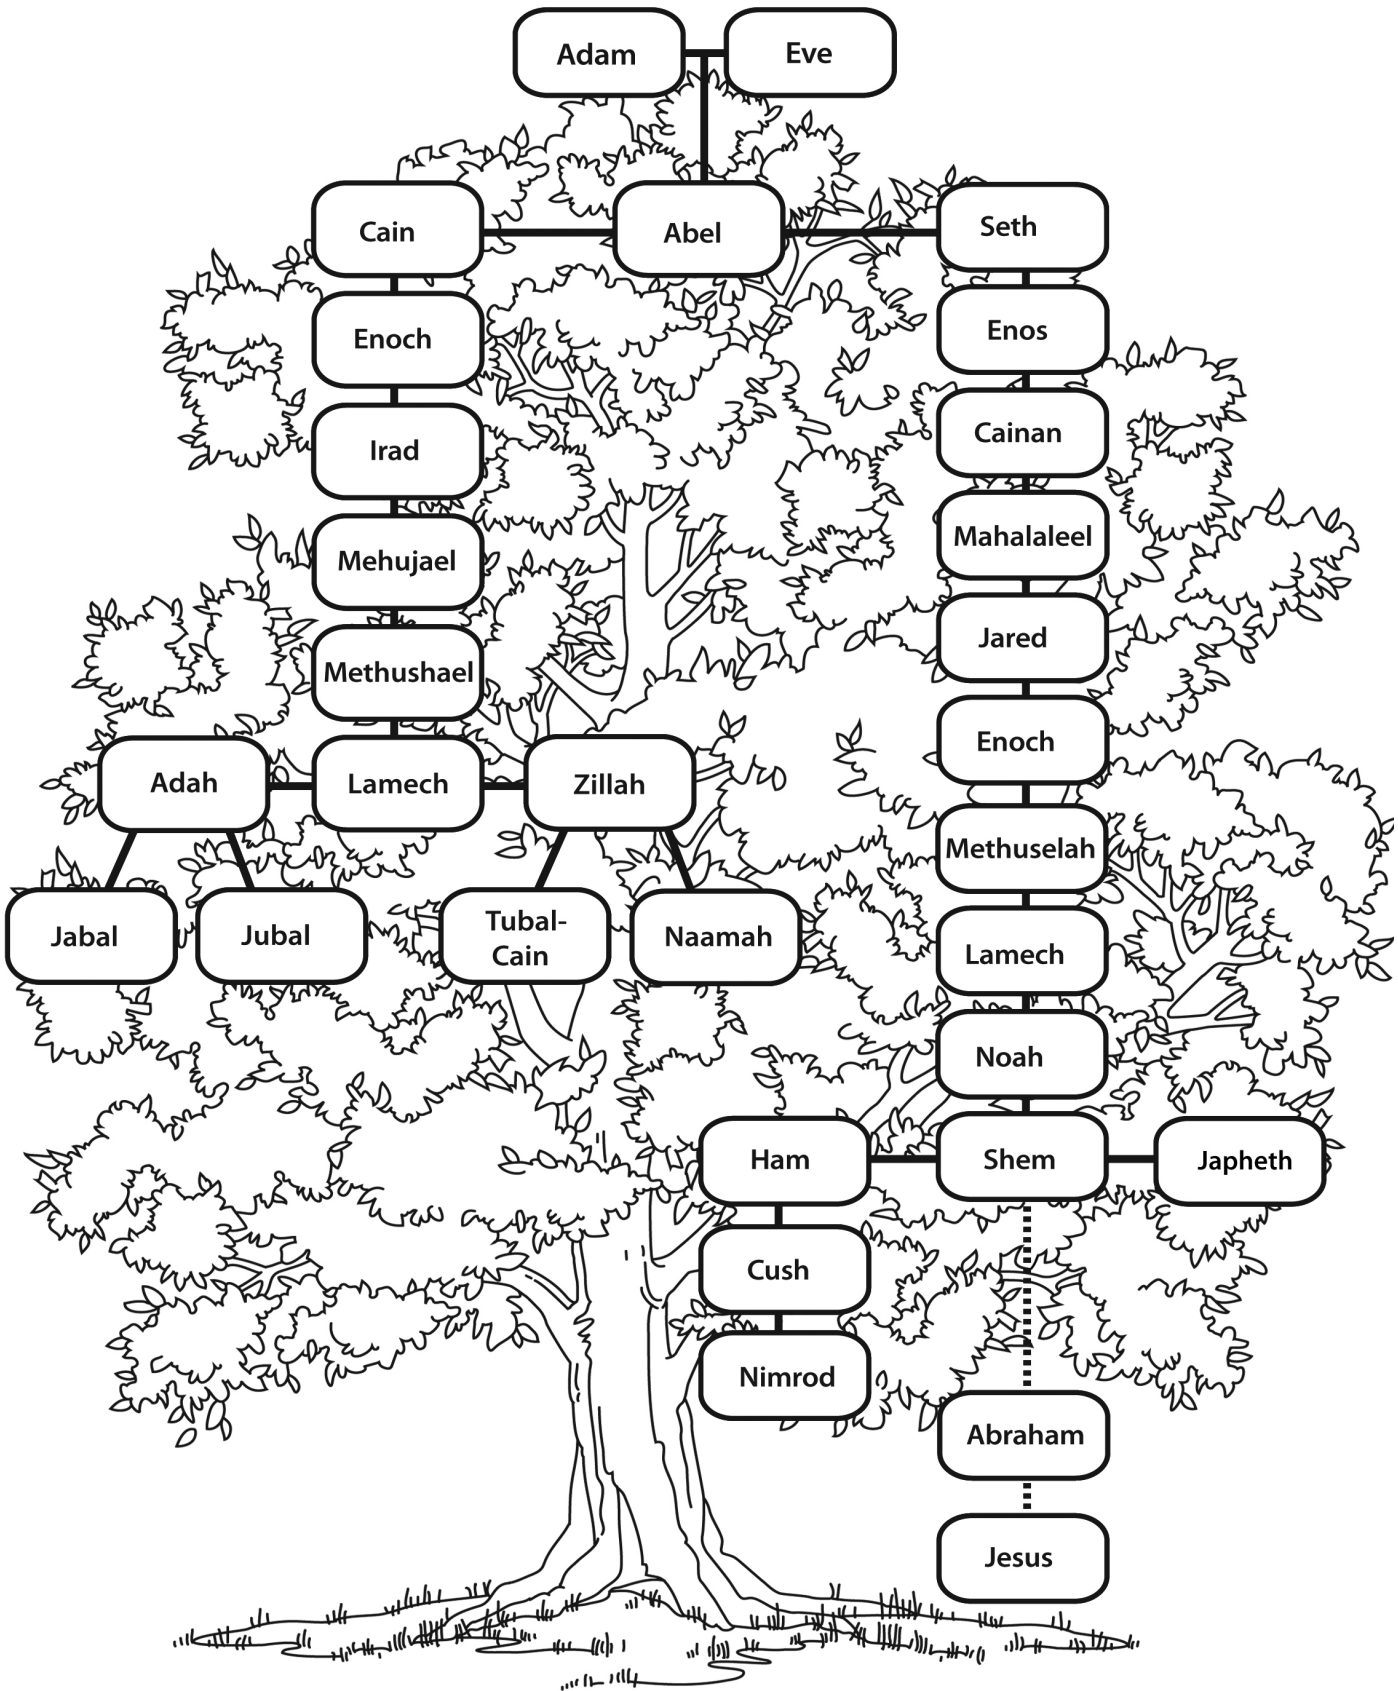 Adam
Eve
Cain
Abel
Seth
Enoch
Enos
Irad
Cainan
Mehujael
Mahalaleel
Methushael
Jared
Adah
Lamech
Zillah
Enoch
Jabal
Jubal
Tubal-
Cain
Naamah
Methuselah
Lamech
Noah
Ham
Shem
Japheth
Cush
Nimrod
Abraham
Jesus